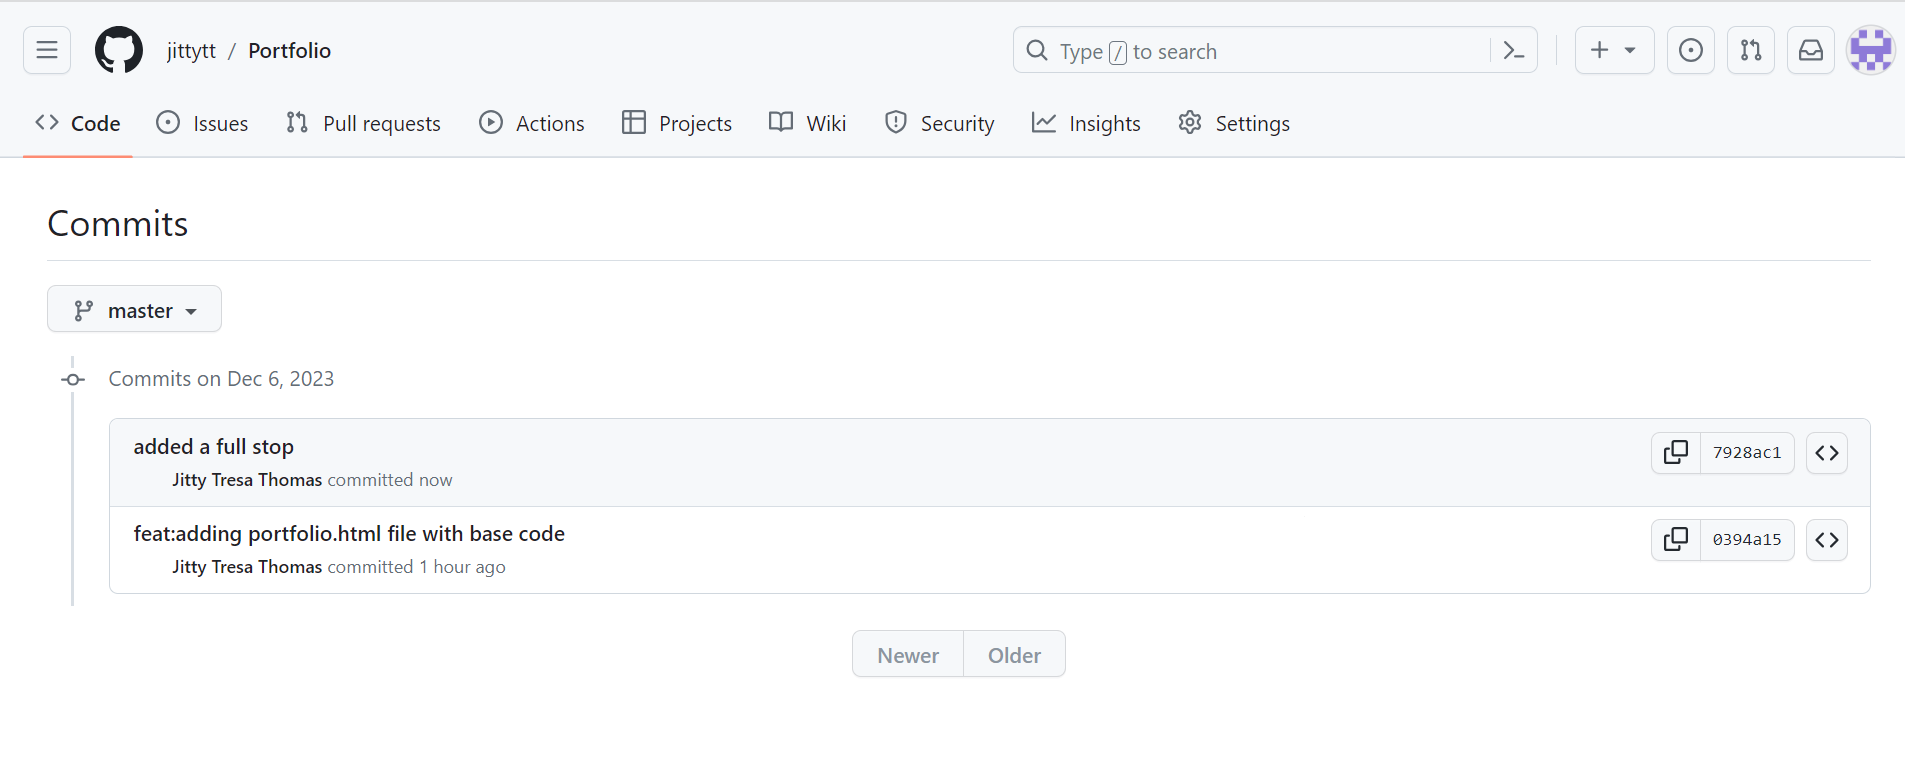 jittytt / Portfolio
Type / to search
Code Issues Pull requests Actions Projects Wiki Security Insights Settings
Commits
master
Commits on Dec 6, 2023
added a full stop
7928ac1
Jitty Tresa Thomas committed now
feat:adding portfolio.html file with base code
0394a15
Jitty Tresa Thomas committed 1 hour ago
Newer Older